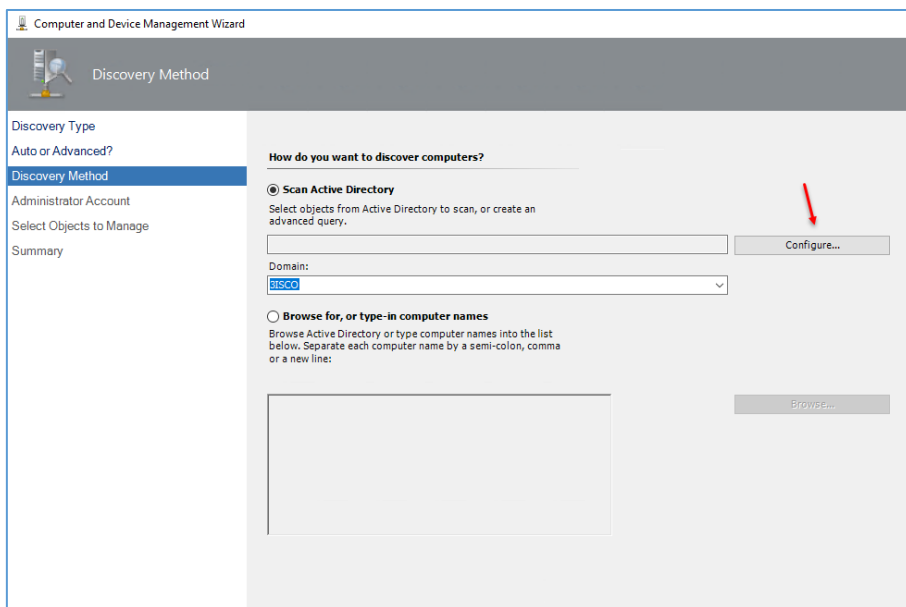 Computer and Device Management Wizard
Discovery Method
Discovery Type
Auto or Advanced?
Discovery Method
Administrator Account
Select Objects to Manage
Summary
How do you want to discover computers?
Scan Active Directory
Select objects from Active Directory to scan, or create an
advanced query.
Configure...
Domain:
3ISCO
Browse for, or type-in computer names
Browse Active Directory or type computer names into the list
below. Separate each computer name by a semi-colon, comma
or a new line:
Browse...